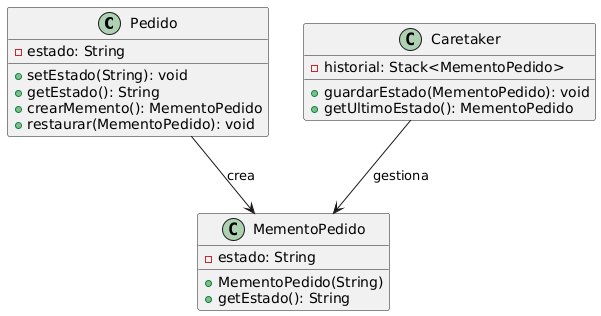 C Pedido
estado: String
setEstado(String): void
getEstado(): String
crearMemento(): MementoPedido
restaurar(MementoPedido): void
C Caretaker
historial: Stack<MementoPedido>
guardarEstado(MementoPedido): void
getUltimoEstado(): MementoPedido
crea
gestiona
C MementoPedido
estado: String
MementoPedido(String)
getEstado(): String